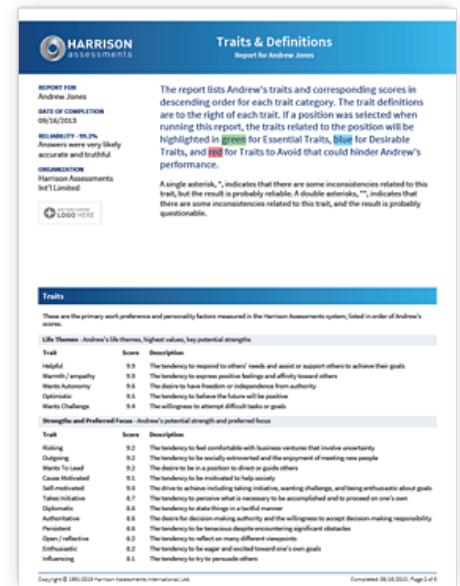 HARRISON
assessments
Traits & Definitions
Report for Andrew Jones
REPORT FOR
Andrew Jones
DATE OF COMPLETION
09/16/2013
RELIABILITY - 99.2%
Answers were very likely
accurate and truthful
ORGANIZATION
Harrison Assessments
Int'l Limited
LOGO HERE
The report lists Andrew's traits and corresponding scores in
descending order for each trait category. The trait definitions
are to the right of each trait. If a position was selected when
running this report, the traits related to the position will be
highlighted in green for Essential Traits, blue for Desirable
Traits, and red for Traits to Avoid that could hinder Andrew's
performance.
A single asterisk, *, indicates that there are some inconsistencies related to this
trait, but the result is probably reliable. A double asterisks, **, indicates that
there are some inconsistencies related to this trait, and the result is probably
questionable.
Traits
These are the primary work preference and personality factors measured in the Harrison Assessments system, listed in order of Andrew's
scores.
Life Themes - Andrew's life themes, highest values, key potential strengths
Trait Score Description
Helpful 9.9 The tendency to respond to others' needs and assist or support others to achieve their goals
Warmth / empathy 9.9 The tendency to express positive feelings and affinity toward others
Wants Autonomy 9.6 The desire to have freedom or independence from authority
Optimistic 9.5 The tendency to believe the future will be positive
Wants Challenge 9.4 The willingness to attempt difficult tasks or goals
Strengths and Preferred Focus - Andrew's potential strength and preferred focus
Trait Score Description
Risking 9.2 The tendency to feel comfortable with business ventures that involve uncertainty
Outgoing 9.2 The tendency to be socially extroverted and the enjoyment of meeting new people
Wants To Lead 9.2 The desire to be in a position to direct or guide others
Cause Motivated 9.1 The tendency to be motivated to help society
Self-motivated 9.0 The drive to achieve including taking initiative, wanting challenge, and being enthusiastic about goals
Takes Initiative 8.7 The tendency to perceive what is necessary to be accomplished and to proceed on one's own
Diplomatic 8.6 The tendency to state things in a tactful manner
Authoritative 8.6 The desire for decision-making authority and the willingness to accept decision-making responsibility
Persistent 8.6 The tendency to be tenacious despite encountering significant obstacles
Open / reflective 8.2 The tendency to reflect on many different viewpoints
Enthusiastic 8.2 The tendency to be eager and excited toward one's own goals
Influencing 8.1 The tendency to try to persuade others
Copyright © 1991-2019 Harrison Assessments International, Ltd. Completed: 09/16/2013; Page 2 of 6